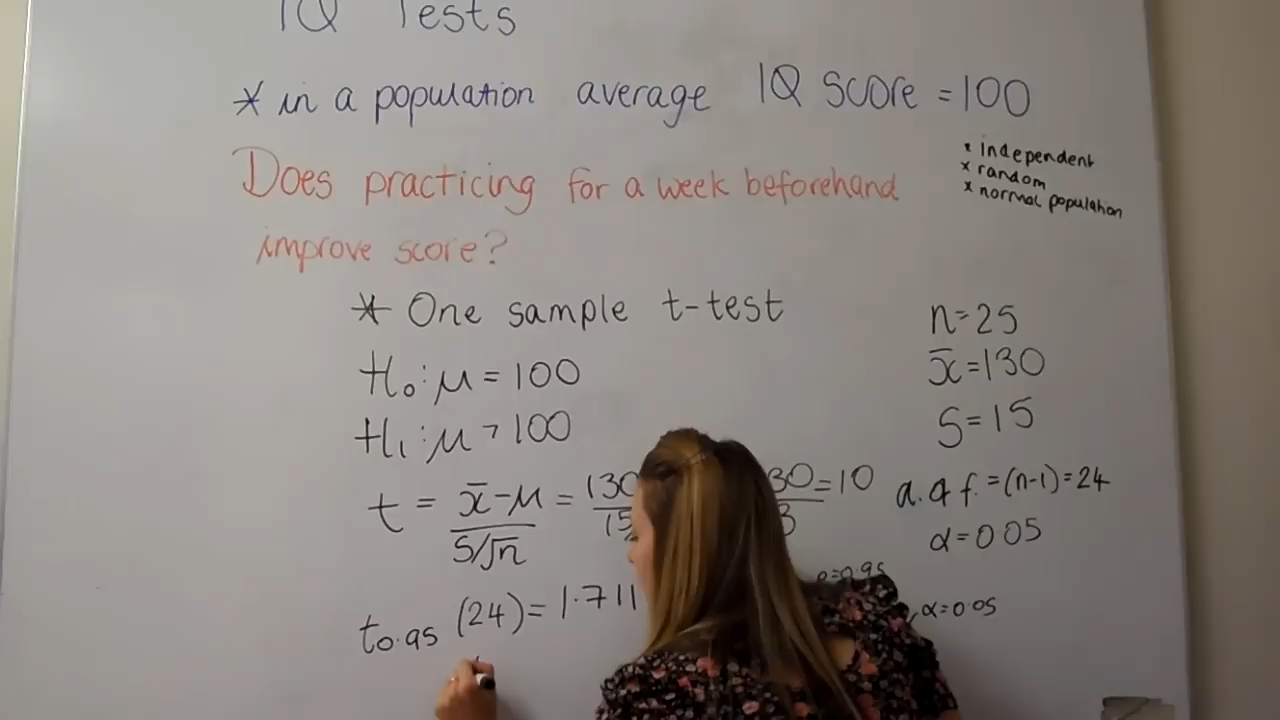 IQ Tests
* in a population average IQ score = 100
* independent
* random
* normal population
Does practicing for a week beforehand
improve score?
* One sample t-test
n=25
H₀: μ = 100
x̄=130
H₁: μ > 100
S=15
t = x̄-μ / S/√n = 130 / 15 30 / 3 = 10
d.o.f. = (n-1) = 24
α=0.05
p=0.95
t0.95 (24) = 1.711
α=0.05